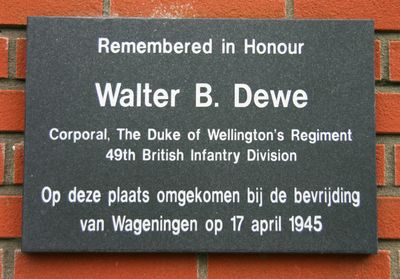 Remembered in Honour
Walter B. Dewe
Corporal, The Duke of Wellington's Regiment
49th British Infantry Division
Op deze plaats omgekomen bij de bevrijding
van Wageningen op 17 april 1945